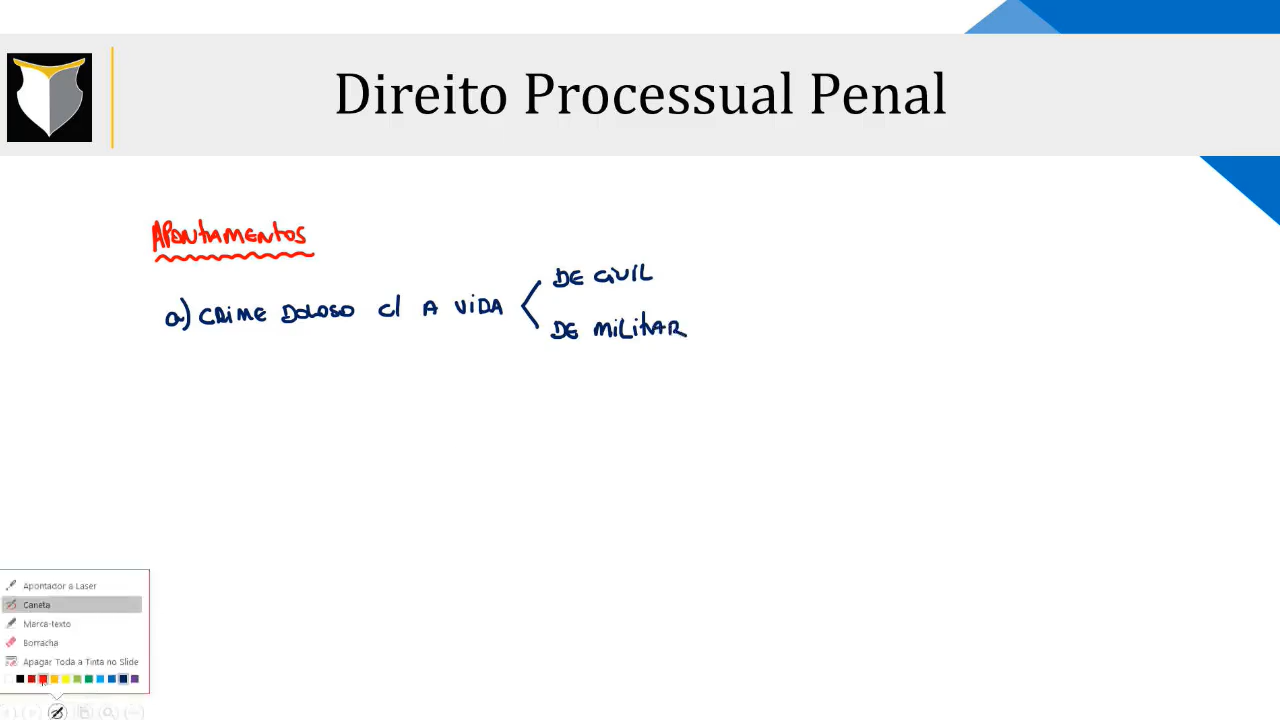 Direito Processual Penal
APONTAMENTOS
a) CRIME DOLOSO c/ A VIDA
DE CIVIL
DE MILITAR
Apontador a Laser
Caneta
Marca-texto
Borracha
Apagar Toda a Tinta no Slide